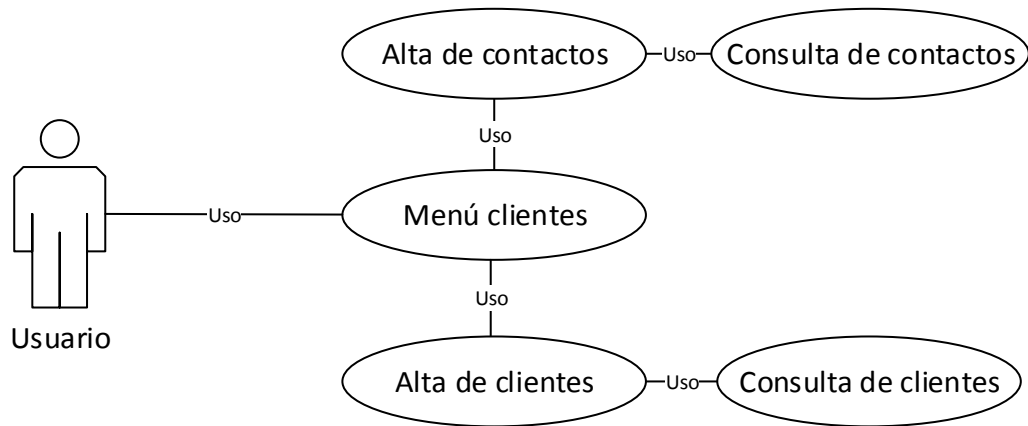 Alta de contactos
Uso
Consulta de contactos
Uso
Uso
Menú clientes
Uso
Usuario
Alta de clientes
Uso
Consulta de clientes